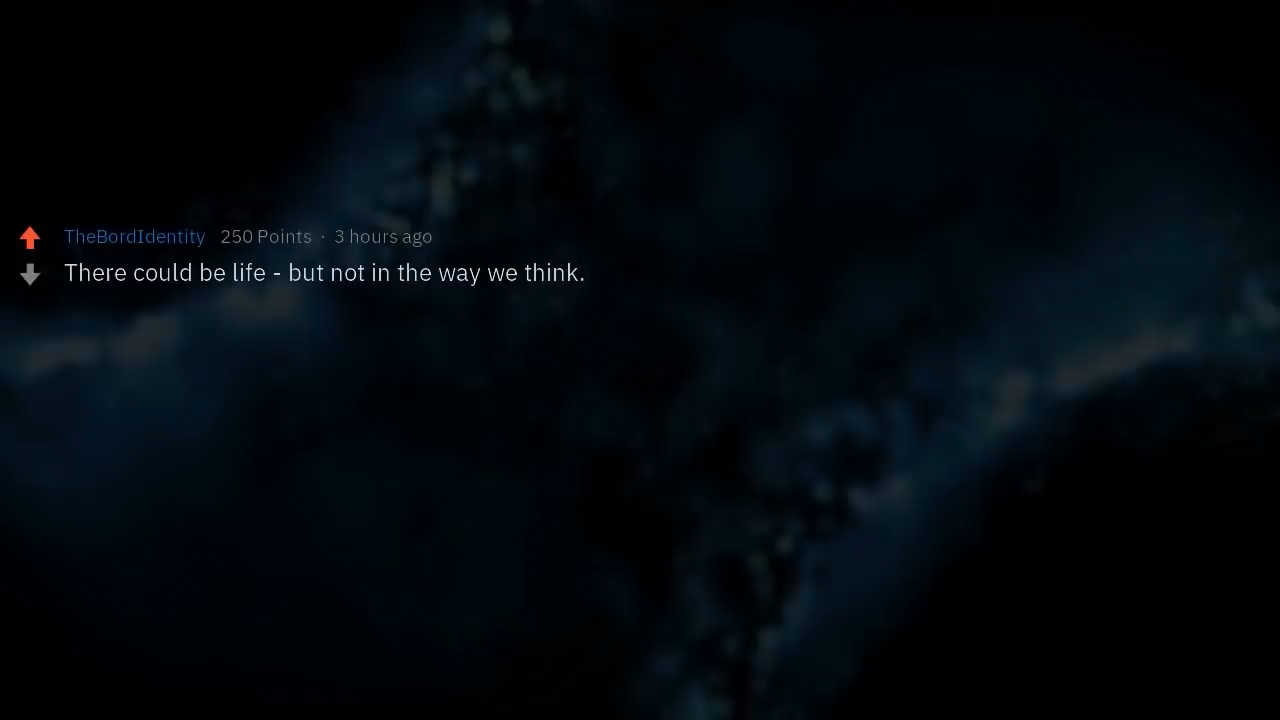 TheBordIdentity 250 Points · 3 hours ago
There could be life - but not in the way we think.